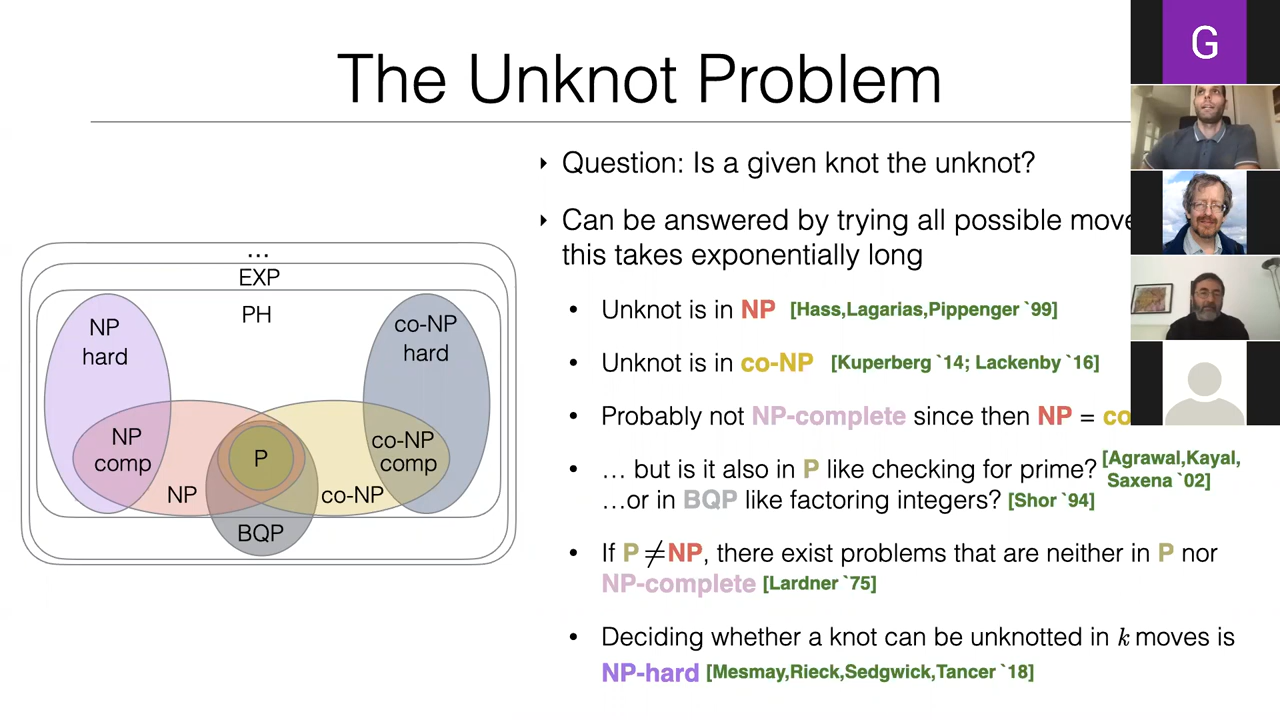 The Unknot Problem
‣ Question: Is a given knot the unknot?
‣ Can be answered by trying all possible move
this takes exponentially long
• Unknot is in NP [Hass,Lagarias,Pippenger `99]
• Unknot is in co-NP [Kuperberg `14; Lackenby `16]
• Probably not NP-complete since then NP = co
• … but is it also in P like checking for prime? [Agrawal,Kayal,
Saxena `02]
…or in BQP like factoring integers? [Shor `94]
• If P ≠ NP, there exist problems that are neither in P nor
NP-complete [Lardner `75]
• Deciding whether a knot can be unknotted in k moves is
NP-hard [Mesmay,Rieck,Sedgwick,Tancer `18]
...
EXP
PH
NP
hard
co-NP
hard
NP
comp
P
co-NP
comp
NP
co-NP
BQP
G